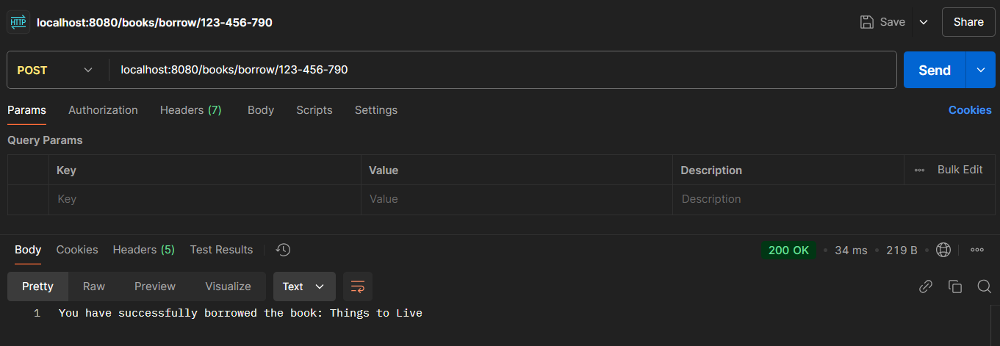 HTTP localhost:8080/books/borrow/123-456-790 Save Share
POST localhost:8080/books/borrow/123-456-790 Send
Params Authorization Headers (7) Body Scripts Settings Cookies
Query Params
Key Value Description Bulk Edit
Key Value Description
Body Cookies Headers (5) Test Results 200 OK 34 ms 219 B
Pretty Raw Preview Visualize Text
1 You have successfully borrowed the book: Things to Live